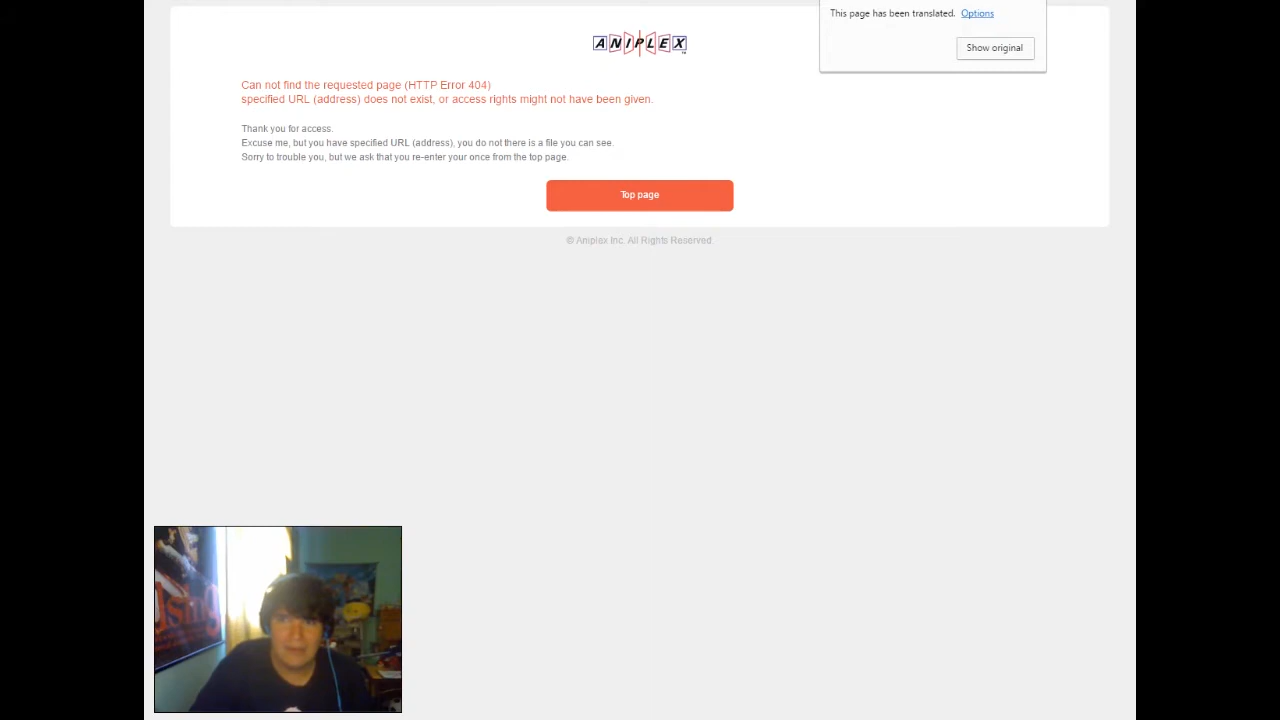 This page has been translated. Options
Show original
ANIPLEX
Can not find the requested page (HTTP Error 404)
specified URL (address) does not exist, or access rights might not have been given.
Thank you for access.
Excuse me, but you have specified URL (address), you do not there is a file you can see.
Sorry to trouble you, but we ask that you re-enter your once from the top page.
Top page
© Aniplex Inc. All Rights Reserved.